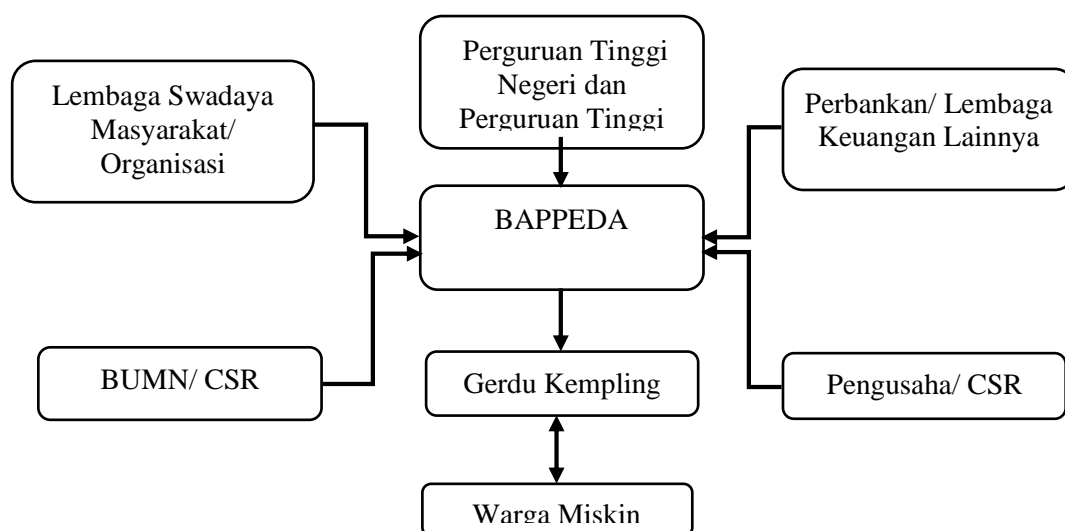 Perguruan Tinggi
Negeri dan
Perguruan Tinggi
Lembaga Swadaya
Masyarakat/
Organisasi
Perbankan/ Lembaga
Keuangan Lainnya
BAPPEDA
BUMN/ CSR
Gerdu Kempling
Pengusaha/ CSR
Warga Miskin